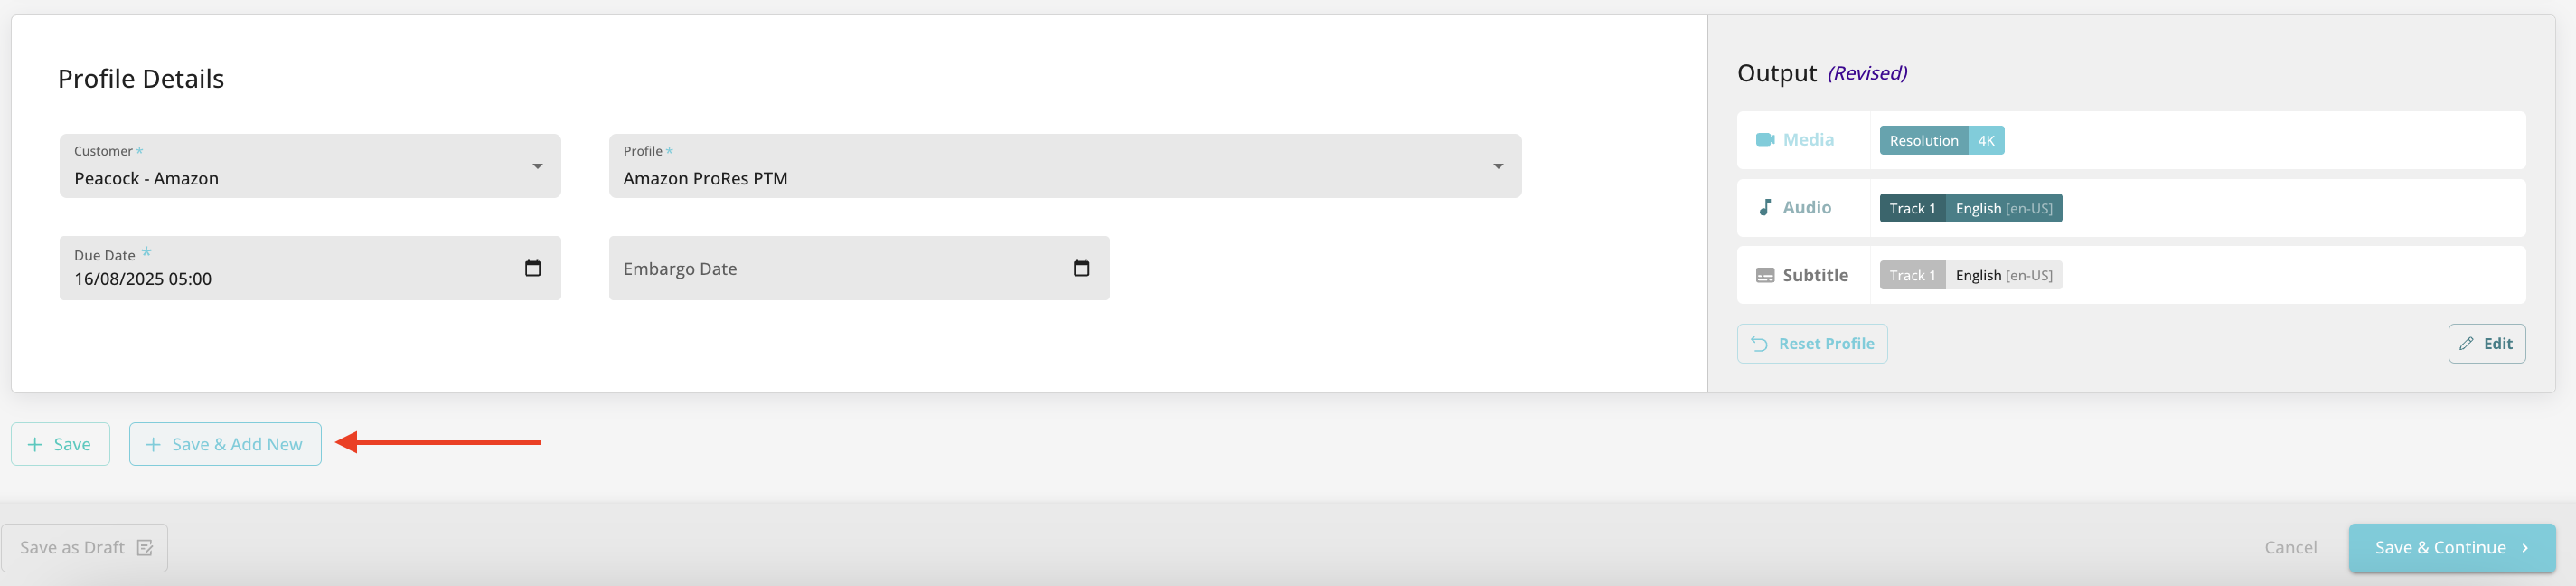 Profile Details
Customer *
Peacock - Amazon
Profile *
Amazon ProRes PTM
Due Date *
16/08/2025 05:00
Embargo Date
Output (Revised)
Media Resolution 4K
Audio Track 1 English [en-US]
Subtitle Track 1 English [en-US]
Reset Profile
Edit
+ Save
+ Save & Add New
Save as Draft
Cancel
Save & Continue